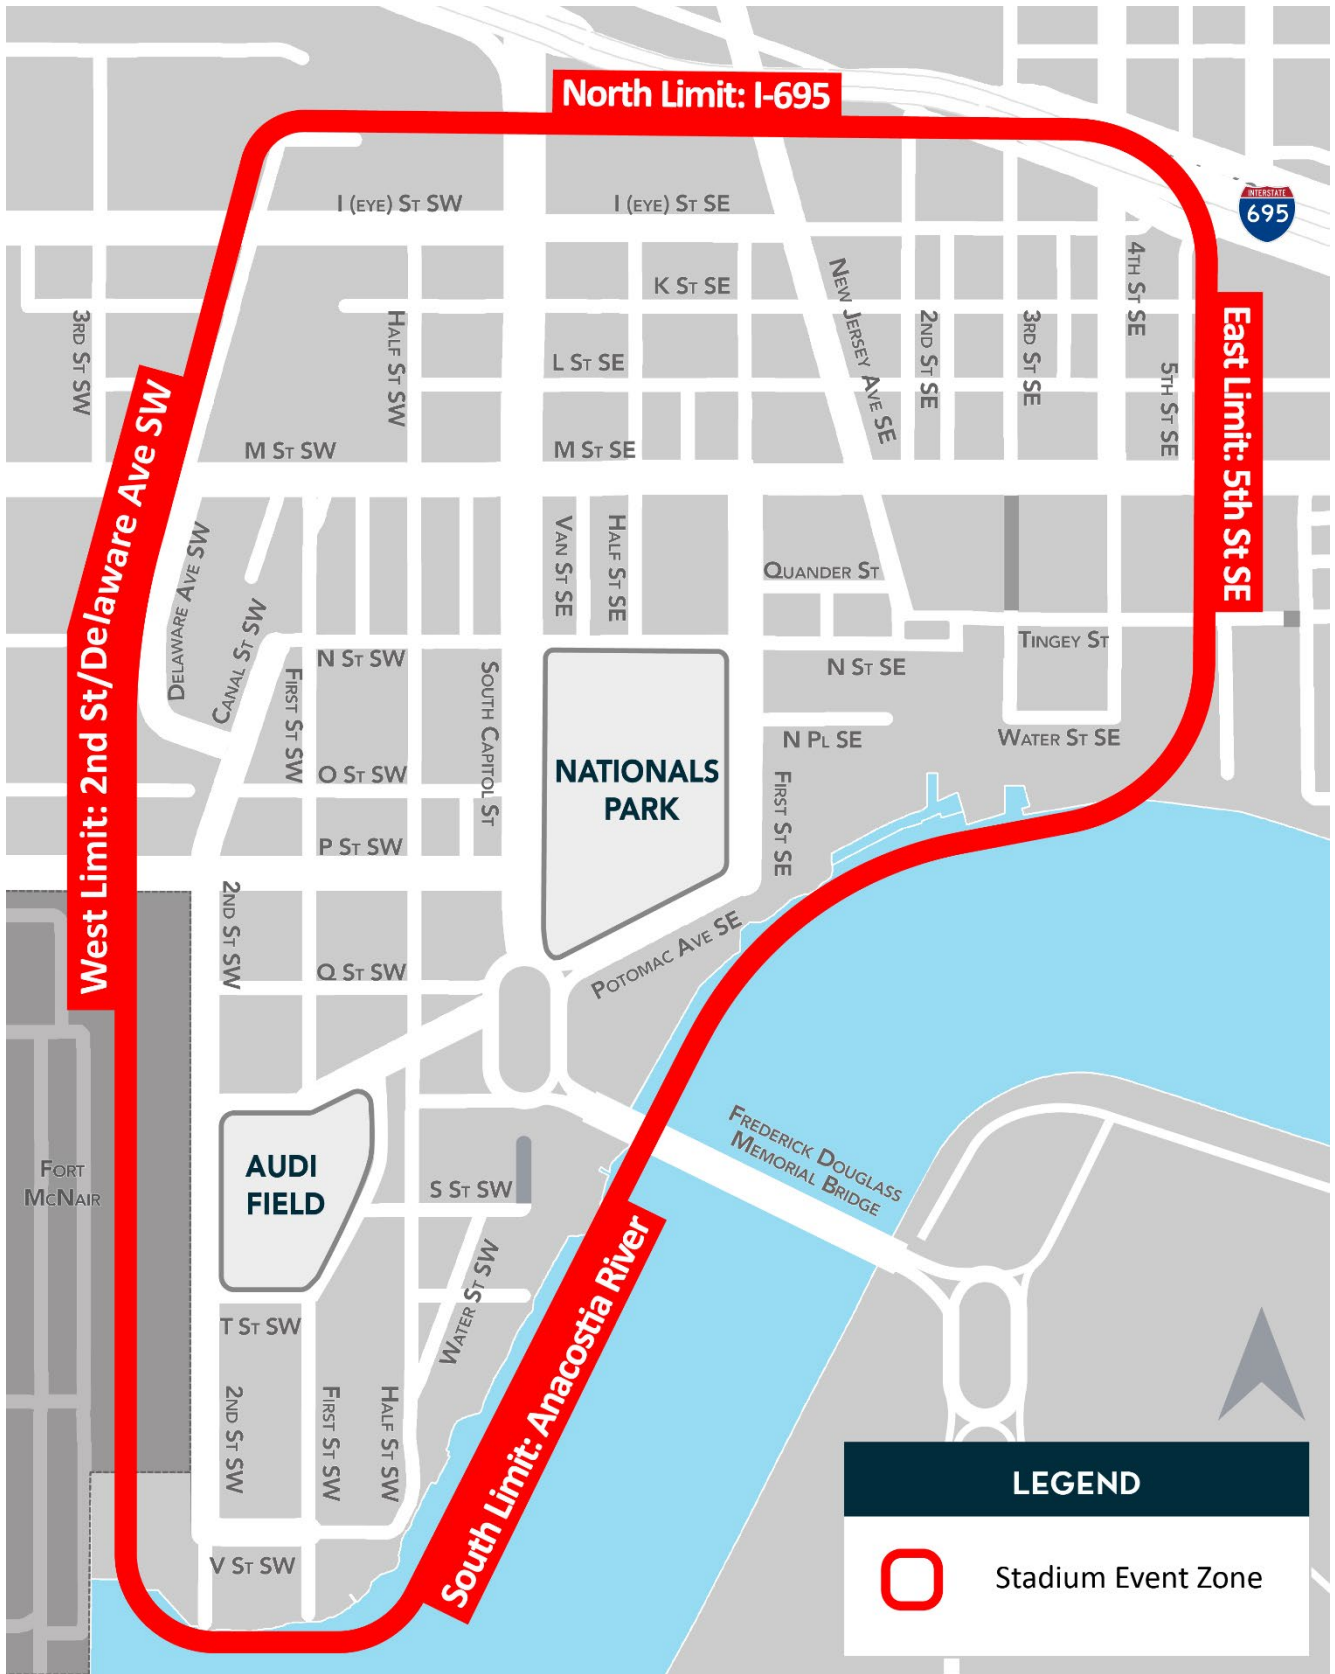 North Limit: I-695
INTERSTATE
695
I (EYE) ST SW
I (EYE) ST SE
K ST SE
L ST SE
M ST SW
M ST SE
3RD ST SW
HALF ST SW
NEW JERSEY AVE SE
2ND ST SE
3RD ST SE
4TH ST SE
5TH ST SE
East Limit: 5th St SE
West Limit: 2nd St/Delaware Ave SW
DELAWARE AVE SW
CANAL ST SW
FIRST ST SW
N ST SW
O ST SW
P ST SW
Q ST SW
2ND ST SW
SOUTH CAPITOL ST
VAN ST SE
HALF ST SE
QUANDER ST
TINGEY ST
N ST SE
N PL SE
WATER ST SE
FIRST ST SE
NATIONALS
PARK
POTOMAC AVE SE
FREDERICK DOUGLASS
MEMORIAL BRIDGE
FORT
MCNAIR
AUDI
FIELD
S ST SW
WATER ST SW
T ST SW
2ND ST SW
FIRST ST SW
HALF ST SW
V ST SW
South Limit: Anacostia River
LEGEND
Stadium Event Zone